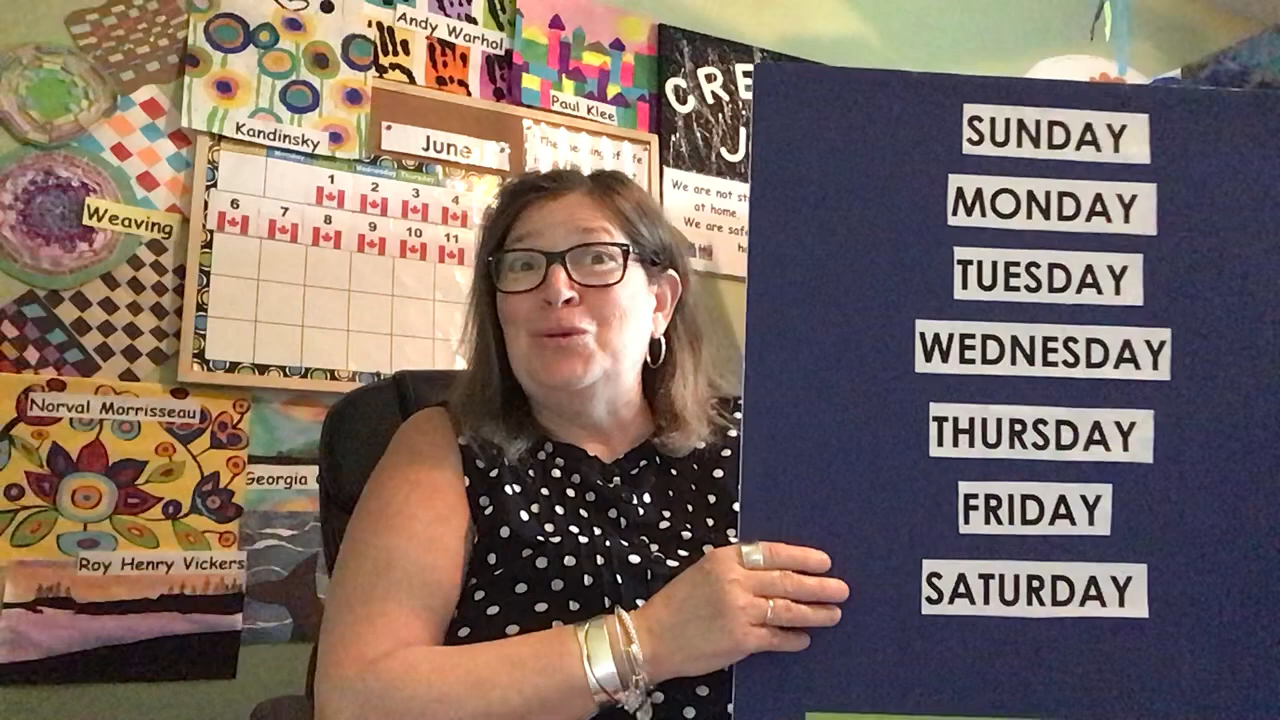 Andy Warhol
Paul Klee
Kandinsky
June
CRE
J
Monday
Wednesday Thursday
We are not
at home.
We are
1 2 3 4
6 7 8 9 10 11
Weaving
Norval Morrisseau
Georgia
Roy Henry Vickers
SUNDAY
MONDAY
TUESDAY
WEDNESDAY
THURSDAY
FRIDAY
SATURDAY